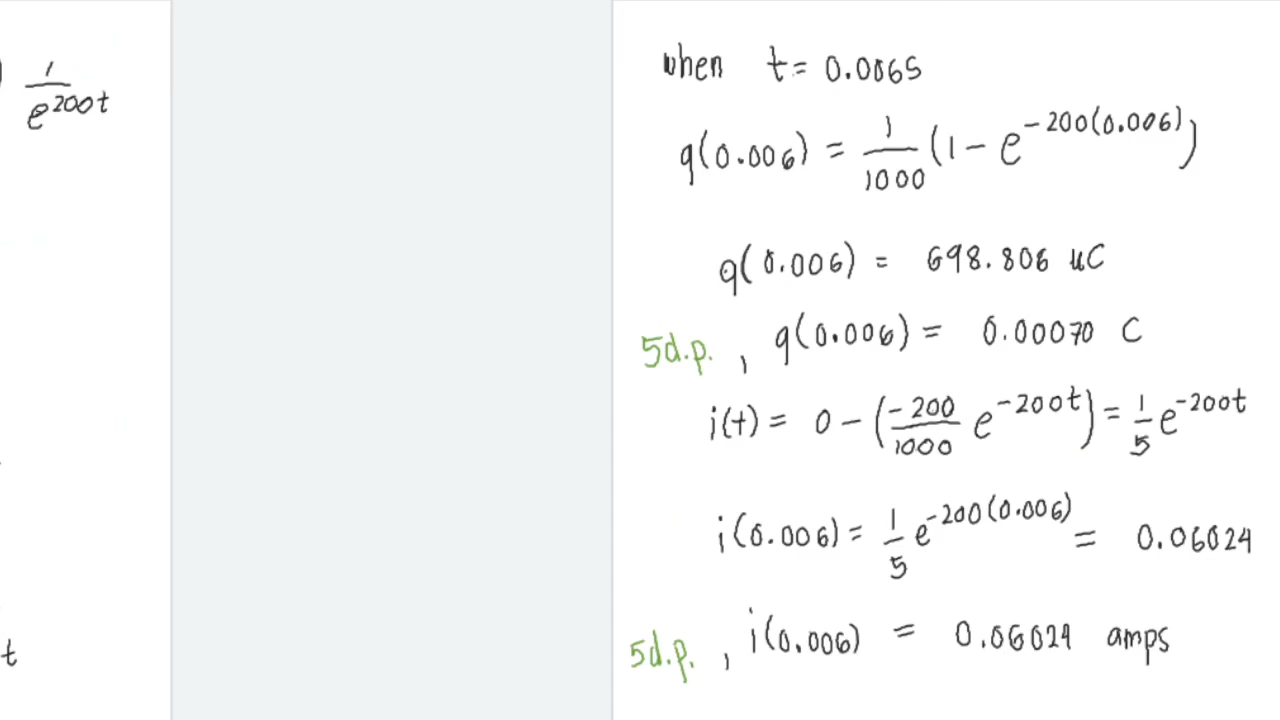 ) 1/e^200t
t
when t = 0.006s
q(0.006) = 1/1000 (1 - e^-200(0.006))
q(0.006) = 698.806 uC
5d.p. , q(0.006) = 0.00070 C
i(t) = 0 - (-200/1000 e^-200t) = 1/5 e^-200t
i(0.006) = 1/5 e^-200(0.006) = 0.06024
5d.p. , i(0.006) = 0.06024 amps